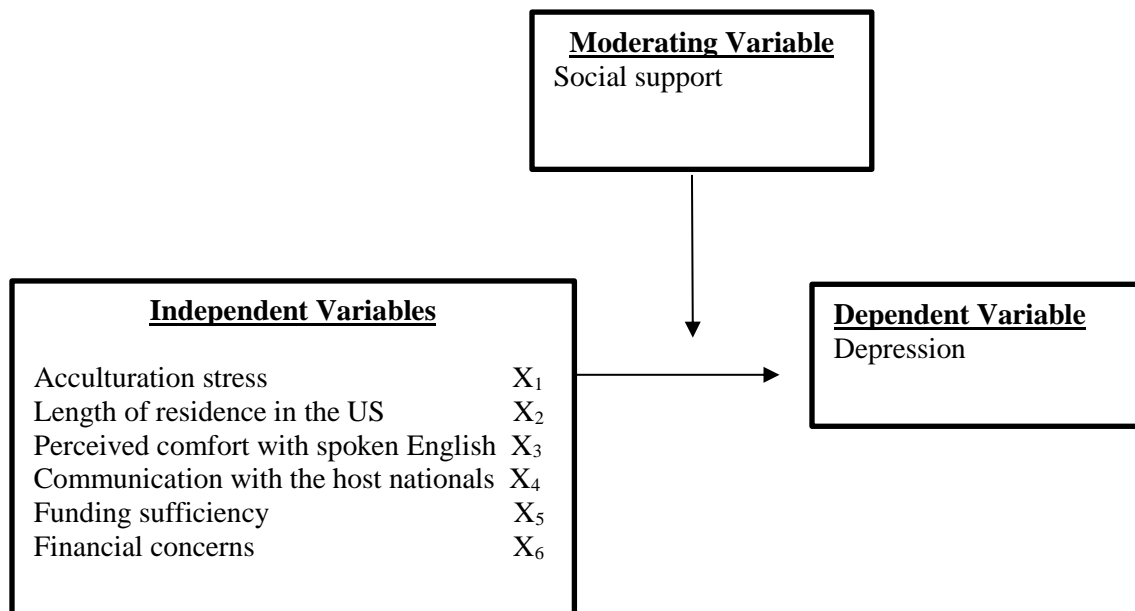 Moderating Variable
Social support
Independent Variables
Acculturation stress X₁
Length of residence in the US X₂
Perceived comfort with spoken English X₃
Communication with the host nationals X₄
Funding sufficiency X₅
Financial concerns X₆
Dependent Variable
Depression